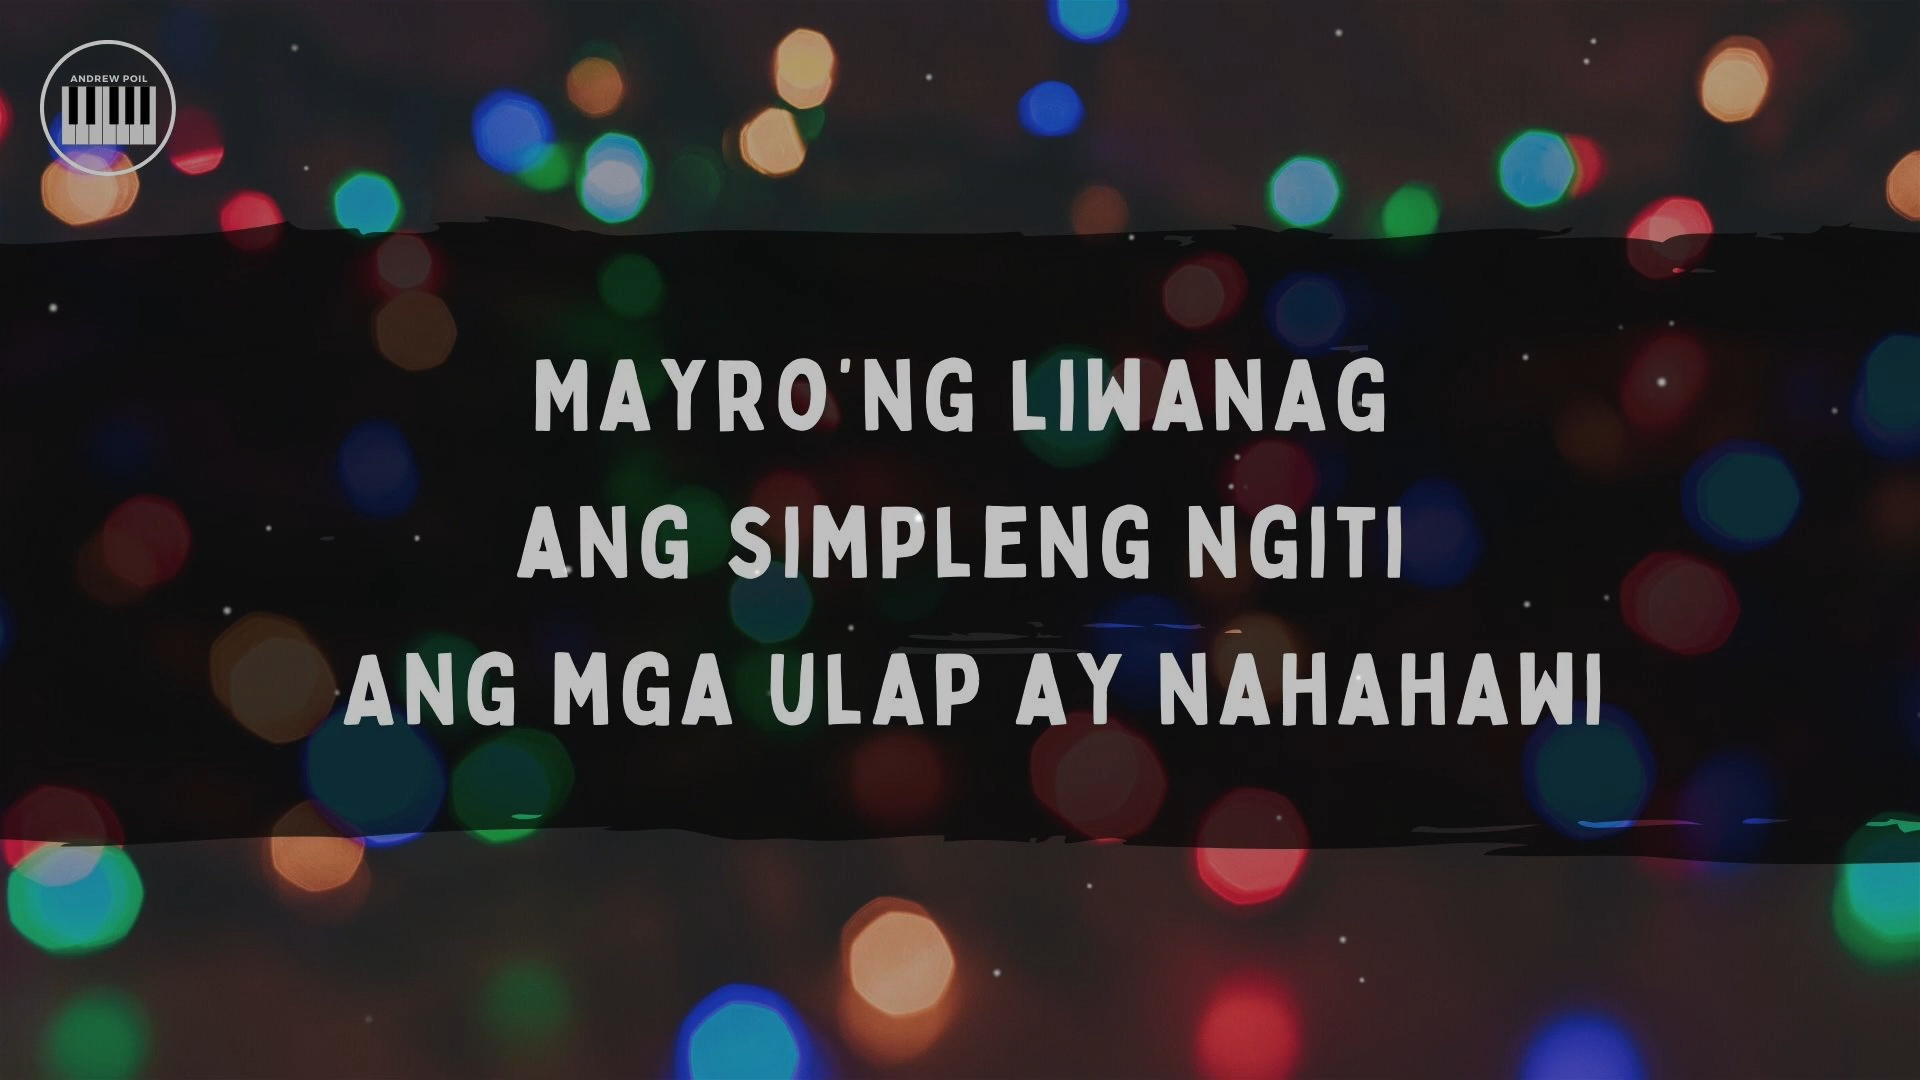 ANDREW POIL
MAYRO'NG LIWANAG
ANG SIMPLENG NGITI
ANG MGA ULAP AY NAHAHAWI